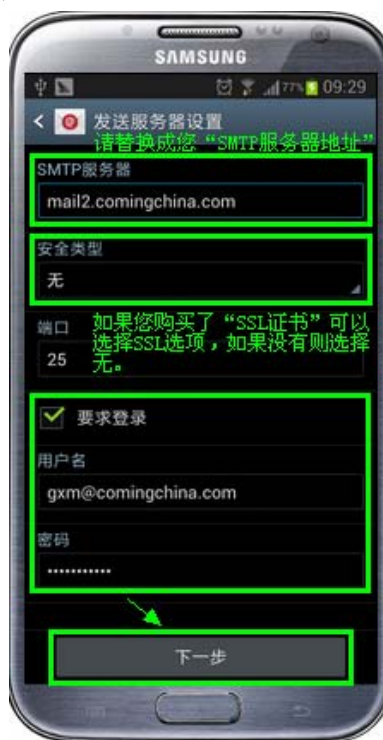 SAMSUNG
77% 09:29
发送服务器设置
请替换成您“SMTP服务器地址”
SMTP服务器
mail2.comingchina.com
安全类型
无
端口
如果您购买了“SSL证书”可以
选择SSL选项，如果没有则选择
无。
25
要求登录
用户名
gxm@comingchina.com
密码
•••••••••••
下一步